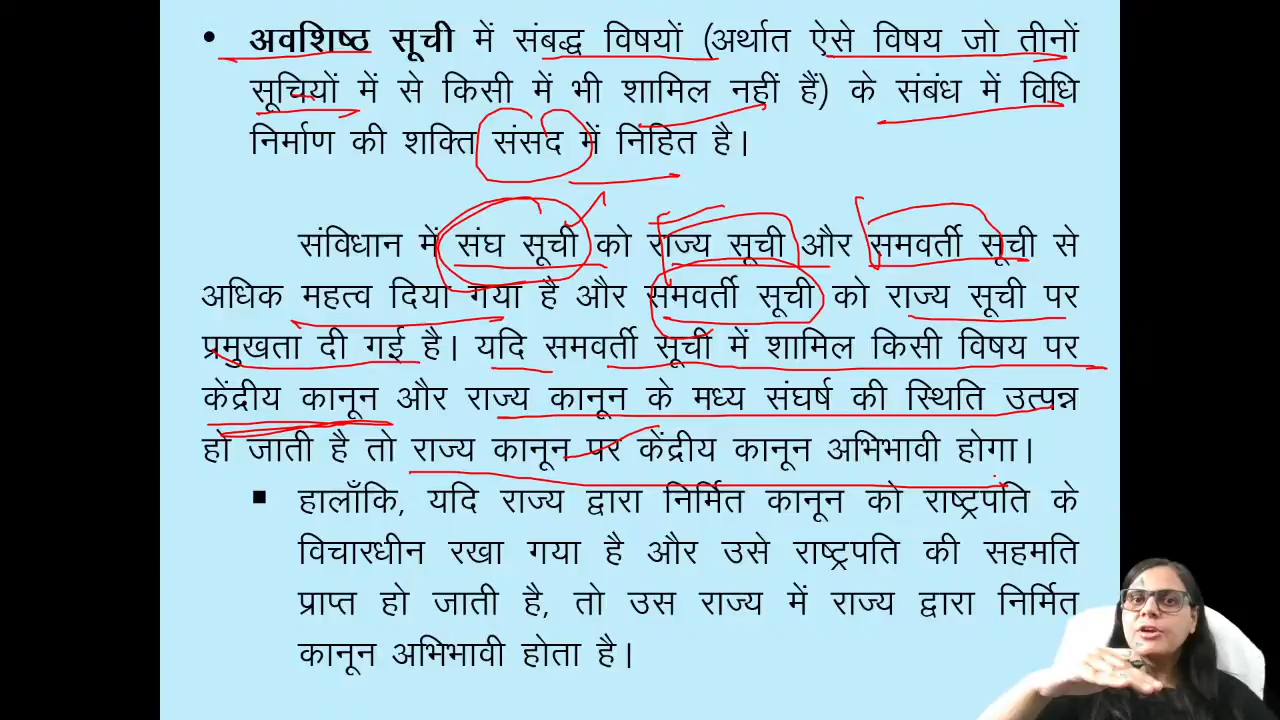 • अवशिष्ठ सूची में संबद्ध विषयों (अर्थात ऐसे विषय जो तीनों
सूचियों में से किसी में भी शामिल नहीं हैं) के संबंध में विधि
निर्माण की शक्ति संसद में निहित है।
संविधान में संघ सूची को राज्य सूची और समवर्ती सूची से
अधिक महत्व दिया गया है और समवर्ती सूची को राज्य सूची पर
प्रमुखता दी गई है। यदि समवर्ती सूची में शामिल किसी विषय पर
केंद्रीय कानून और राज्य कानून के मध्य संघर्ष की स्थिति उत्पन्न
हो जाती है तो राज्य कानून पर केंद्रीय कानून अभिभावी होगा।
▪ हालाँकि, यदि राज्य द्वारा निर्मित कानून को राष्ट्रपति के
विचारधीन रखा गया है और उसे राष्ट्रपति की सहमति
प्राप्त हो जाती है, तो उस राज्य में राज्य द्वारा निर्मित
कानून अभिभावी होता है।